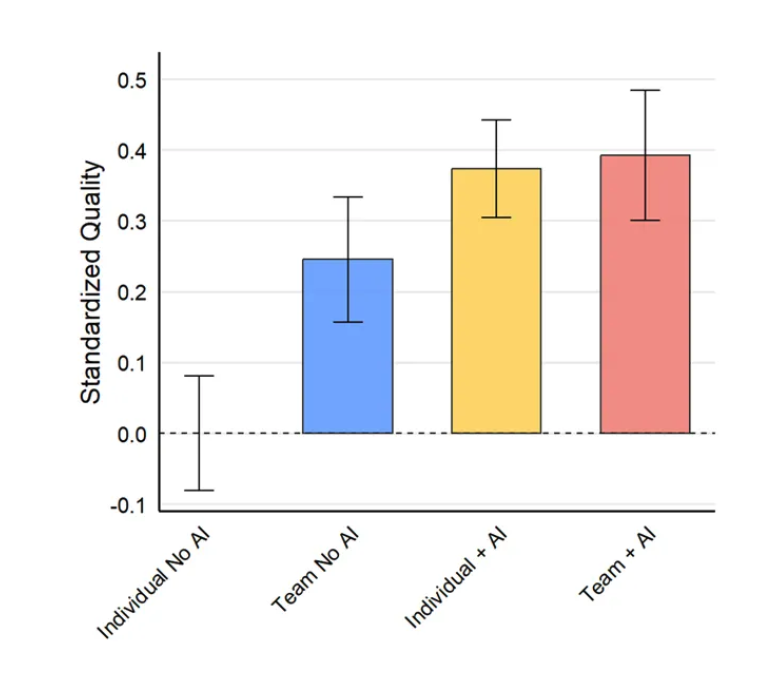 Standardized Quality
0.5
0.4
0.3
0.2
0.1
0.0
-0.1
Individual No AI
Team No AI
Individual + AI
Team + AI